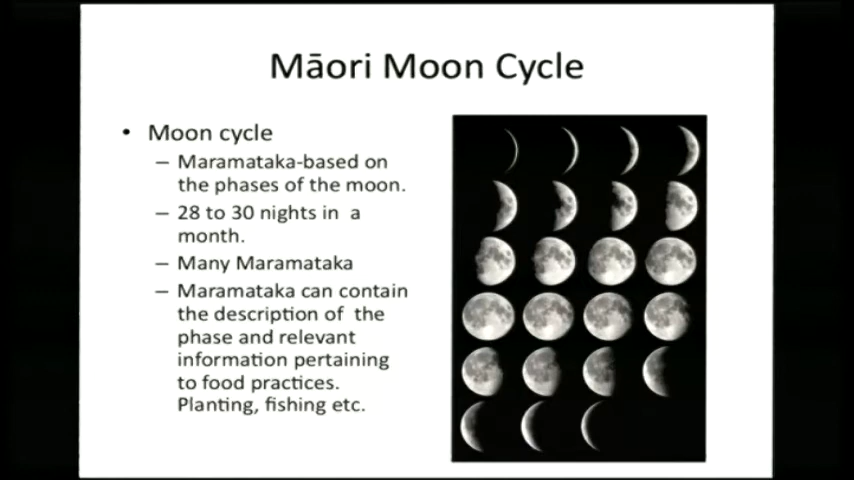 Māori Moon Cycle
• Moon cycle
– Maramataka-based on
the phases of the moon.
– 28 to 30 nights in a
month.
– Many Maramataka
– Maramataka can contain
the description of the
phase and relevant
information pertaining
to food practices.
Planting, fishing etc.